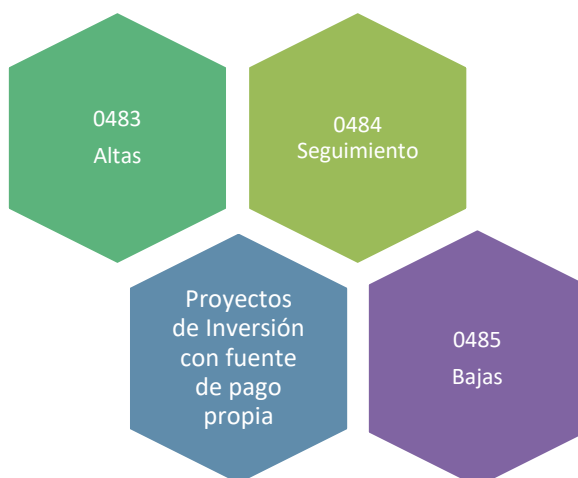 0483
Altas
0484
Seguimiento
Proyectos
de Inversión
con fuente
de pago
propia
0485
Bajas